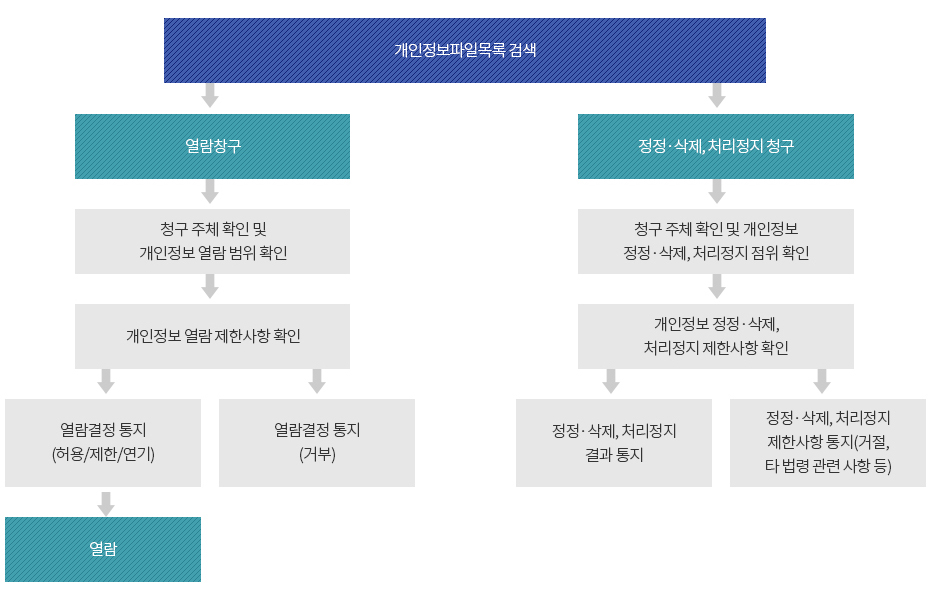 개인정보파일목록 검색
열람창구
정정·삭제, 처리정지 청구
청구 주체 확인 및
개인정보 열람 범위 확인
청구 주체 확인 및 개인정보
정정·삭제, 처리정지 점위 확인
개인정보 열람 제한사항 확인
개인정보 정정·삭제,
처리정지 제한사항 확인
열람결정 통지
(허용/제한/연기)
열람결정 통지
(거부)
정정·삭제, 처리정지
결과 통지
정정·삭제, 처리정지
제한사항 통지(거절,
타 법령 관련 사항 등)
열람